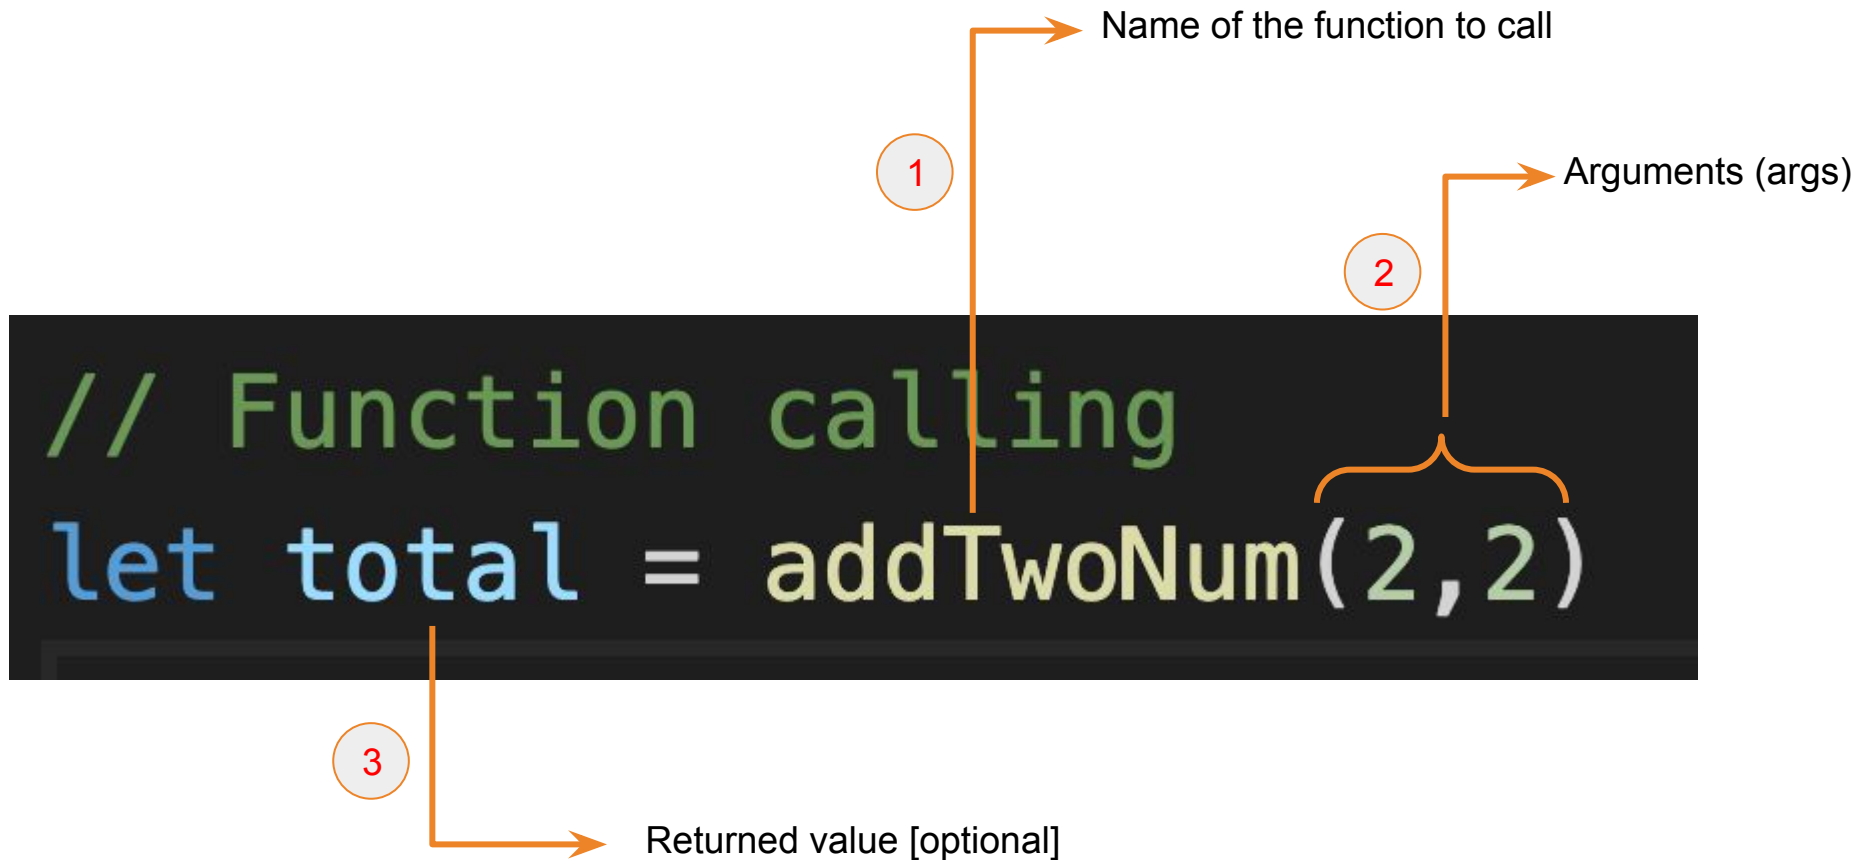 Name of the function to call
1
Arguments (args)
2
// Function calling
let total = addTwoNum(2,2)
3
Returned value [optional]